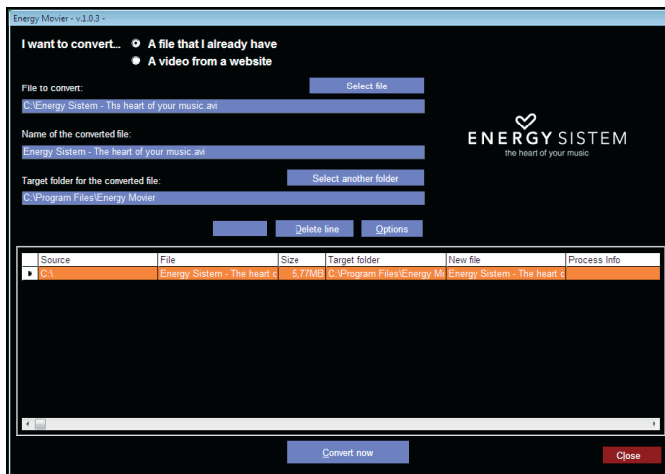 Energy Movier - v.1.0.3 -
I want to convert... A file that I already have
A video from a website
File to convert:
Select file
C:\Energy Sistem - The heart of your music.avi
Name of the converted file:
Energy Sistem - The heart of your music.avi
ENERGY SISTEM
the heart of your music
Target folder for the converted file:
Select another folder
C:\Program Files\Energy Movier
Delete line Options
Source File Size Target folder New file Process Info
C:\ Energy Sistem - The heart c 5,77MB C:\Program Files\Energy Mo Energy Sistem - The heart c
Convert now
Close